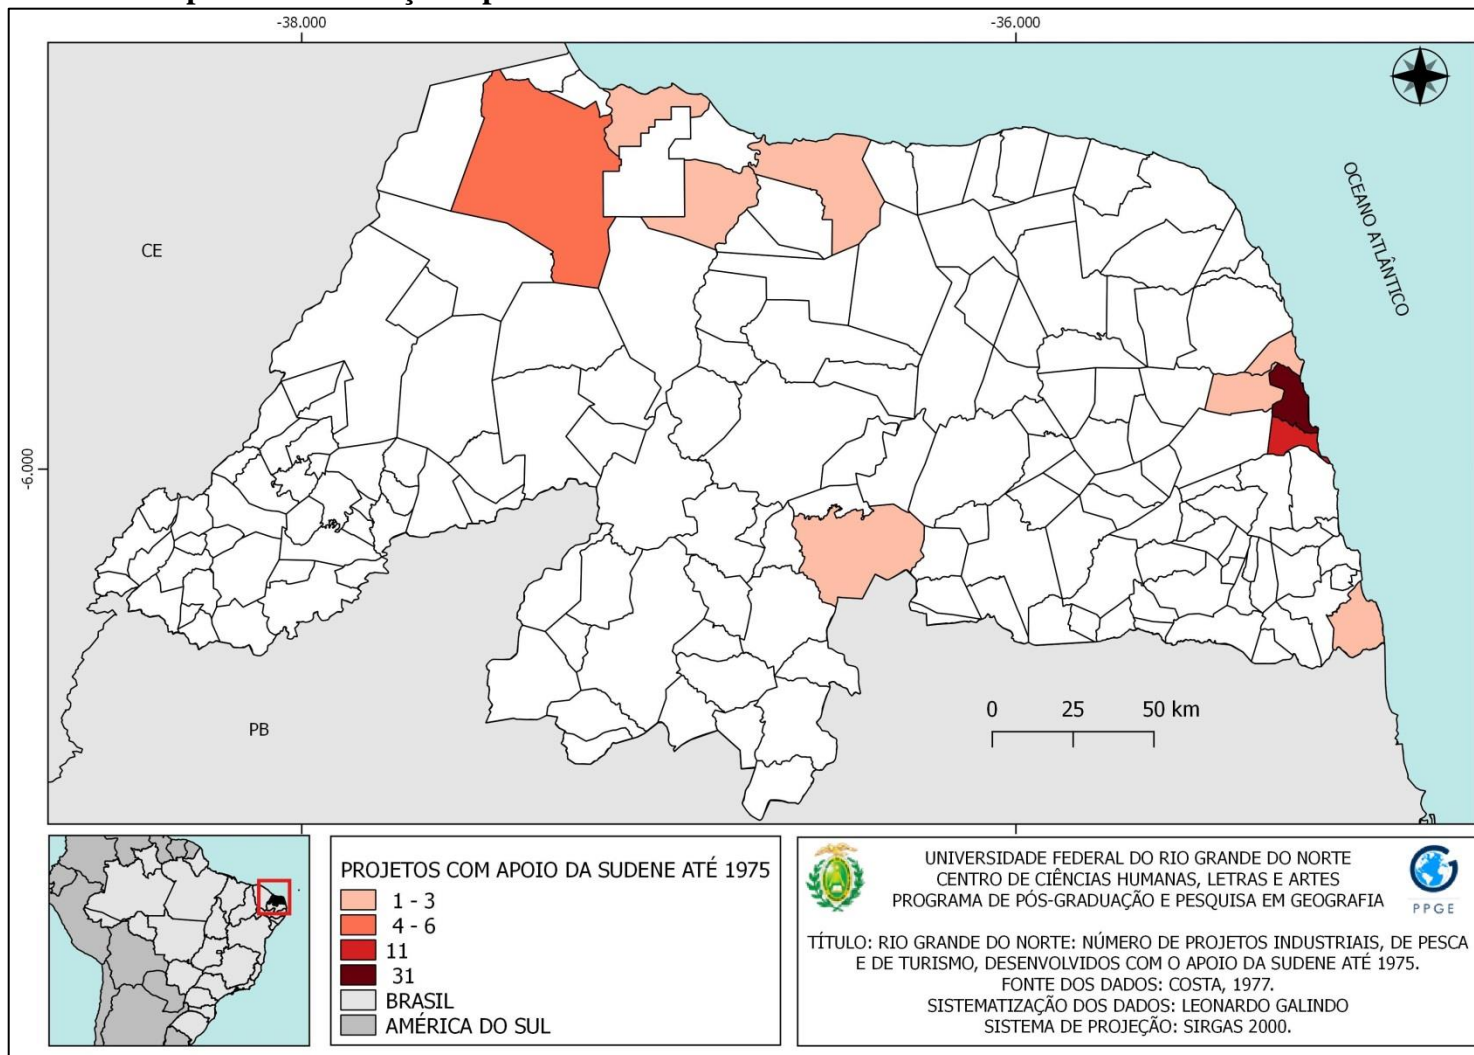 -38.000
-36.000
CE
OCEANO ATLÂNTICO
-6.000
PB
0 25 50 km
PROJETOS COM APOIO DA SUDENE ATÉ 1975
1 - 3
4 - 6
11
31
BRASIL
AMÉRICA DO SUL
UNIVERSIDADE FEDERAL DO RIO GRANDE DO NORTE
CENTRO DE CIÊNCIAS HUMANAS, LETRAS E ARTES
PROGRAMA DE PÓS-GRADUAÇÃO E PESQUISA EM GEOGRAFIA
PPGE
TÍTULO: RIO GRANDE DO NORTE: NÚMERO DE PROJETOS INDUSTRIAIS, DE PESCA
E DE TURISMO, DESENVOLVIDOS COM O APOIO DA SUDENE ATÉ 1975.
FONTE DOS DADOS: COSTA, 1977.
SISTEMATIZAÇÃO DOS DADOS: LEONARDO GALINDO
SISTEMA DE PROJEÇÃO: SIRGAS 2000.